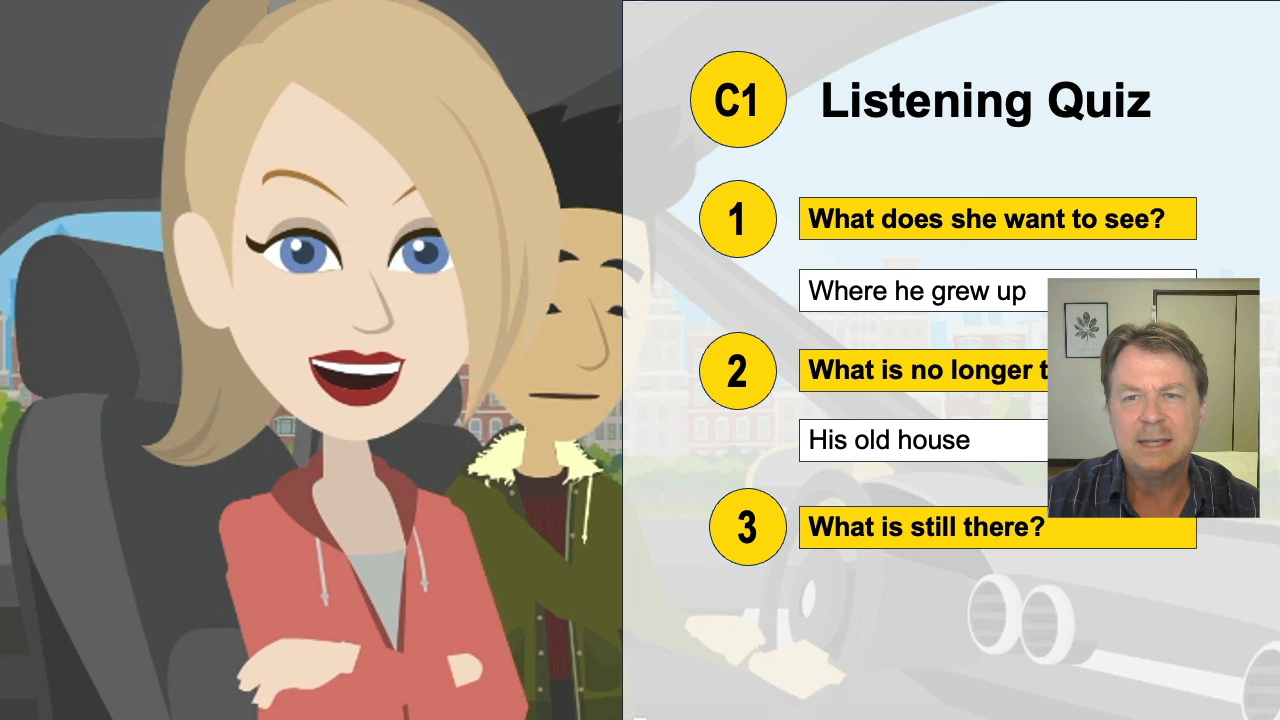 C1 Listening Quiz
1 What does she want to see?
Where he grew up
2 What is no longer
His old house
3 What is still there?